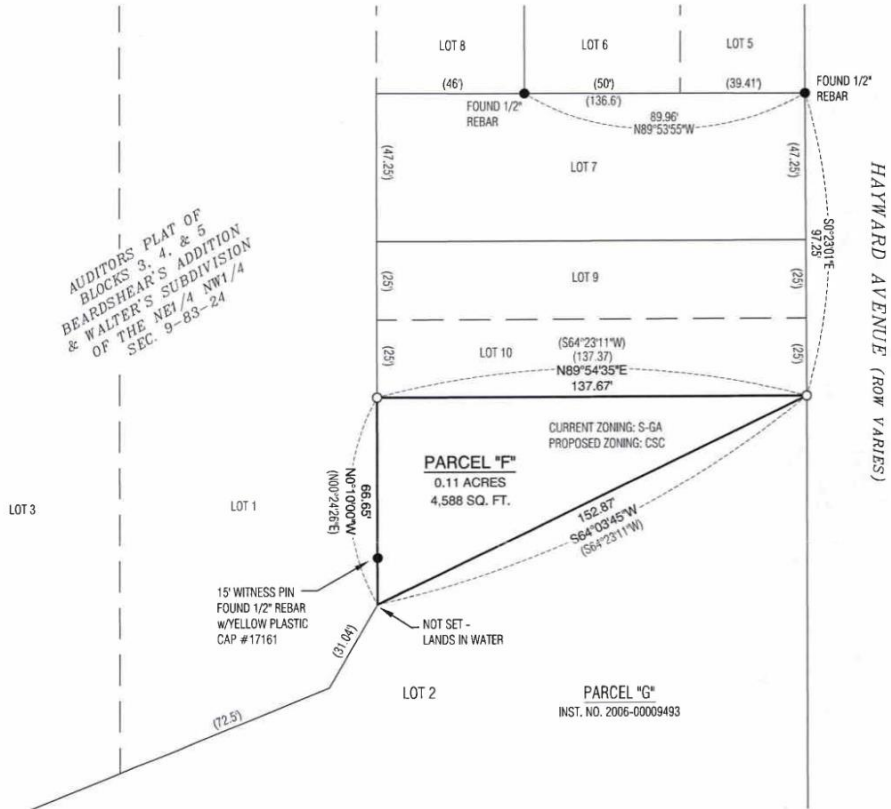 LOT 8
LOT 6
LOT 5
(46')
(50')
(39.41')
FOUND 1/2"
REBAR
(136.6')
FOUND 1/2"
REBAR
89.96'
N89°53'55"W
(47.25')
LOT 7
(47.25')
HAYWARD AVENUE (ROW VARIES)
S0°23'01"E
97.25'
AUDITORS PLAT OF
BLOCKS 3, 4, & 5
BEARDSHEAR'S ADDITION
& WALTER'S SUBDIVISION
OF THE NE1/4 NW1/4
SEC. 9-83-24
(25')
LOT 9
(25')
(25')
LOT 10
(25')
(S64°23'11"W)
(137.37)
N89°54'35"E
137.67'
CURRENT ZONING: S-GA
PROPOSED ZONING: CSC
PARCEL "F"
0.11 ACRES
4,588 SQ. FT.
66.65'
N0°10'00"W
(N00°24'26"E)
152.87'
S64°03'45"W
(S64°23'11"W)
LOT 3
LOT 1
15' WITNESS PIN
FOUND 1/2" REBAR
w/YELLOW PLASTIC
CAP #17161
NOT SET -
LANDS IN WATER
(31.04')
(72.5')
LOT 2
PARCEL "G"
INST. NO. 2006-00009493